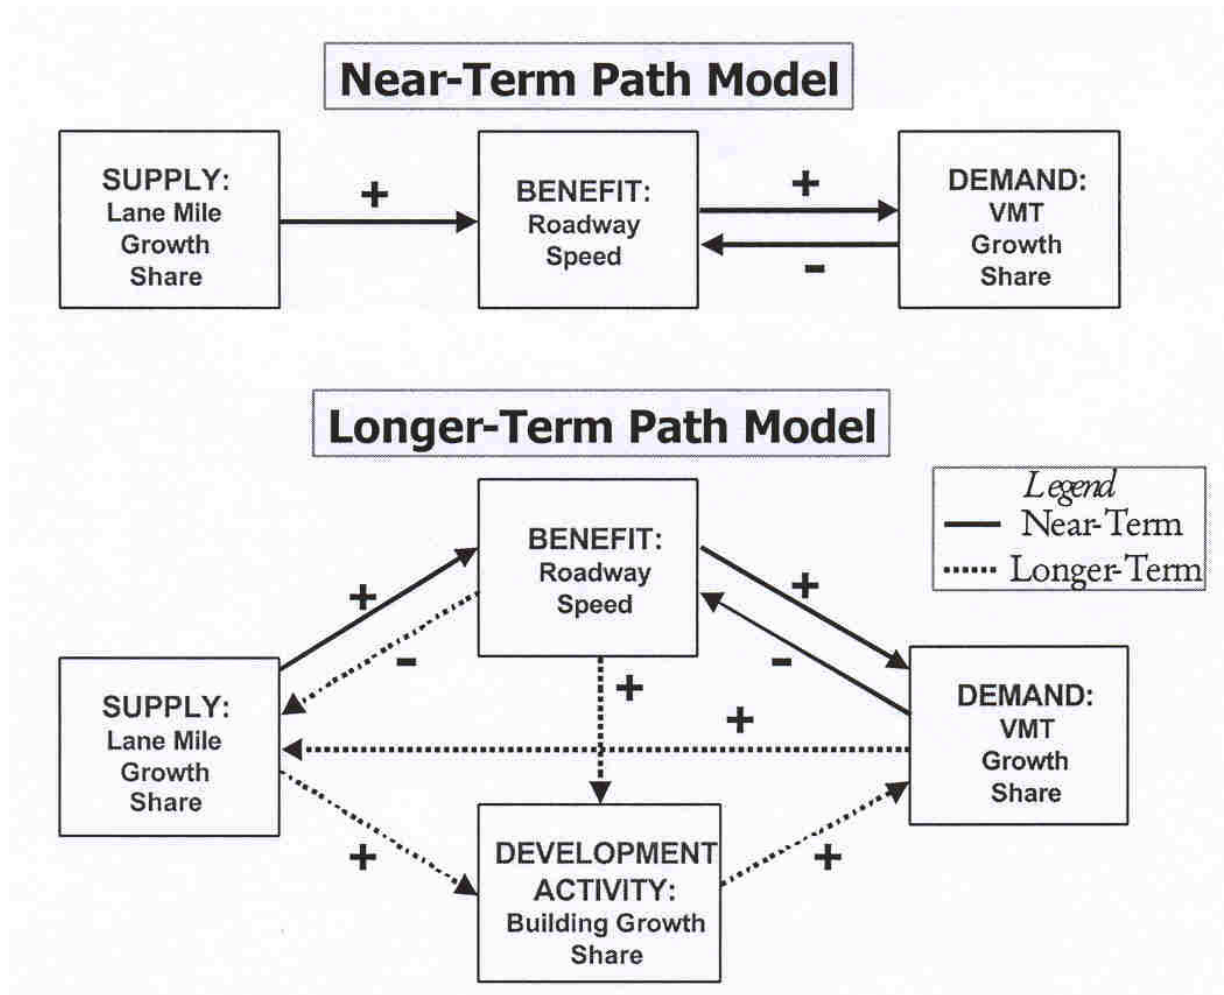 Near-Term Path Model
SUPPLY:
Lane Mile
Growth
Share
+
BENEFIT:
Roadway
Speed
+
-
DEMAND:
VMT
Growth
Share
Longer-Term Path Model
Legend
Near-Term
Longer-Term
BENEFIT:
Roadway
Speed
+
-
+
-
+
+
SUPPLY:
Lane Mile
Growth
Share
DEMAND:
VMT
Growth
Share
+
DEVELOPMENT
ACTIVITY:
Building Growth
Share
+